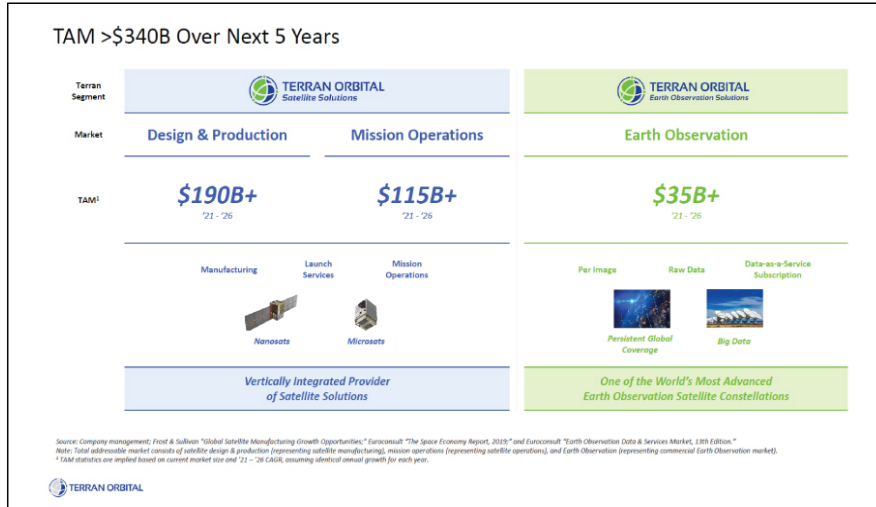 TAM >$340B Over Next 5 Years
Terran
Segment
TERRAN ORBITAL
Satellite Solutions
TERRAN ORBITAL
Earth Observation Solutions
Market
Design & Production
Mission Operations
Earth Observation
TAM¹
$190B+
'21 - '26
$115B+
'21 - '26
$35B+
'21 - '26
Manufacturing
Launch
Services
Mission
Operations
Per Image
Raw Data
Data-as-a-Service
Subscription
Nanosats
Microsats
Persistent Global
Coverage
Big Data
Vertically Integrated Provider
of Satellite Solutions
One of the World's Most Advanced
Earth Observation Satellite Constellations
Source: Company management; Frost & Sullivan "Global Satellite Manufacturing Growth Opportunities;" Euroconsult "The Space Economy Report, 2019;" and Euroconsult "Earth Observation Data & Services Market, 13th Edition."
Note: Total addressable market consists of satellite design & production (representing satellite manufacturing), mission operations (representing satellite operations), and Earth Observation (representing commercial Earth Observation market).
¹ TAM statistics are implied based on current market size and '21 – '26 CAGR, assuming identical annual growth for each year.
TERRAN ORBITAL